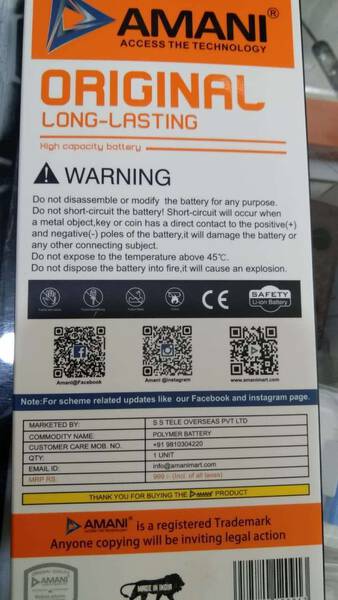 AMANI®
ACCESS THE TECHNOLOGY
ORIGINAL
LONG-LASTING
High capacity battery
WARNING
Do not disassemble or modify the battery for any purpose.
Do not short-circuit the battery! Short-circuit will occur when
a metal object,key or coin has a direct contact to the positive(+)
and negative(-) poles of the battery,it will damage the battery or
any other connecting subject.
Do not expose to the temperature above 45℃.
Do not dispose the battery into fire,it will cause an explosion.
CE
SAFETY
Li-ion Battery
Amani@Facebook
Amani @instagram
www.amanimart.com
Note:For scheme related updates like our Facebook and instagram page.
MARKETED BY: S S TELE OVERSEAS PVT LTD
COMMODITY NAME: POLYMER BATTERY
CUSTOMER CARE MOB. NO. +91 9810304220
QTY: 1 UNIT
EMAIL ID: info@amanimart.com
MRP RS: 999/- (Incl. of all taxes)
THANK YOU FOR BUYING THE AMANI PRODUCT
AMANI® is a registered Trademark
Anyone copying will be inviting legal action
AMANI
MADE IN INDIA